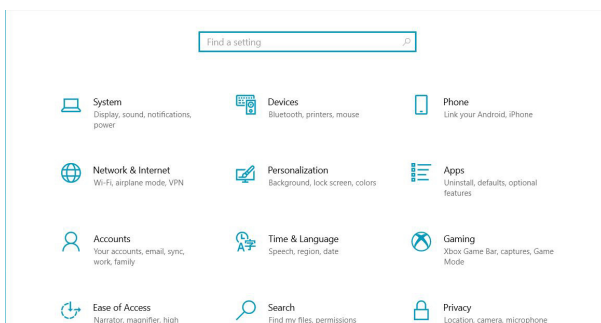 Find a setting
System
Display, sound, notifications,
power
Devices
Bluetooth, printers, mouse
Phone
Link your Android, iPhone
Network & Internet
Wi-Fi, airplane mode, VPN
Personalization
Background, lock screen, colors
Apps
Uninstall, defaults, optional
features
Accounts
Your accounts, email, sync,
work, family
Time & Language
Speech, region, date
Gaming
Xbox Game Bar, captures, Game
Mode
Ease of Access
Narrator, magnifier, high
Search
Find my files, permissions
Privacy
Location, camera, microphone